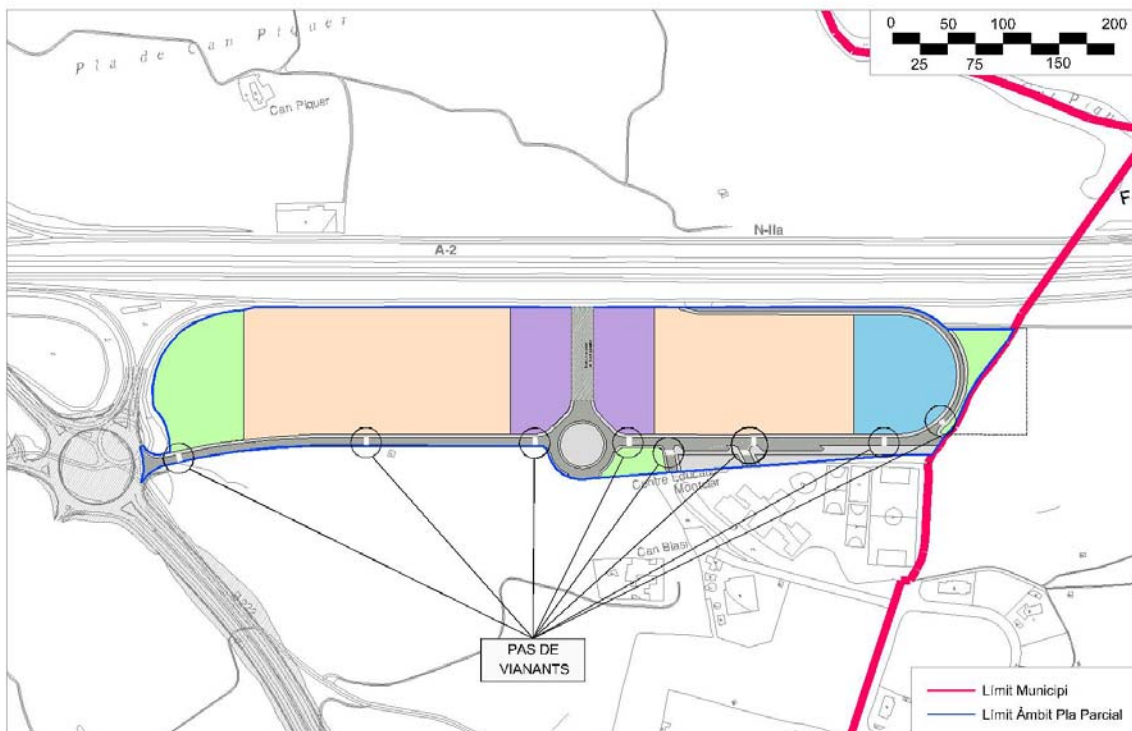 0 50 100 200
25 75 150
Pla de Can Piquer
Can Piquer
N-IIa
A-2
F
Centre Educatiu
Montclar
Can Blasi
PAS DE
VIANANTS
Límit Municipi
Límit Àmbit Pla Parcial